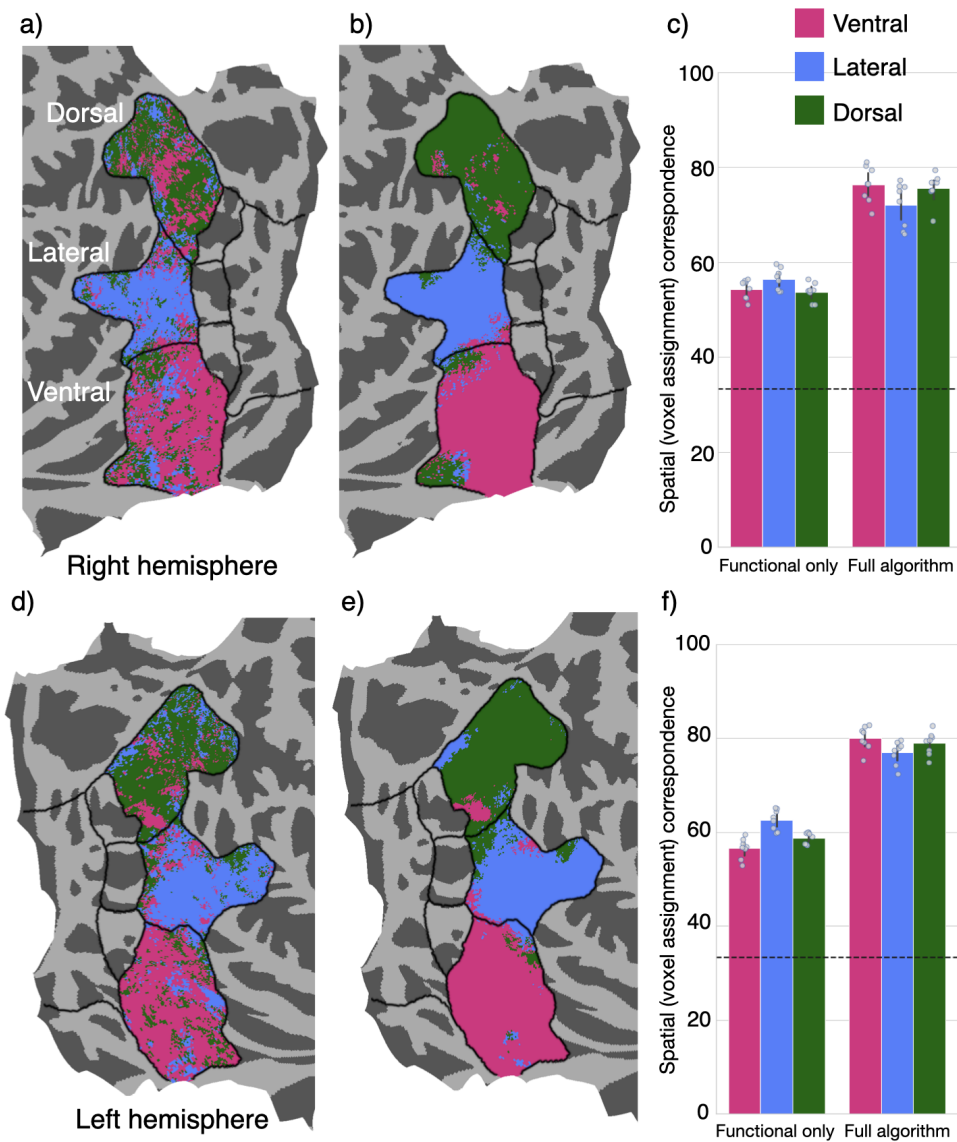 a)
b)
c)
Ventral
Lateral
Dorsal
Dorsal
Lateral
Ventral
Right hemisphere
Spatial (voxel assignment) correspondence
100
80
60
40
20
0
Functional only
Full algorithm
d)
e)
f)
Left hemisphere
Spatial (voxel assignment) correspondence
100
80
60
40
20
0
Functional only
Full algorithm